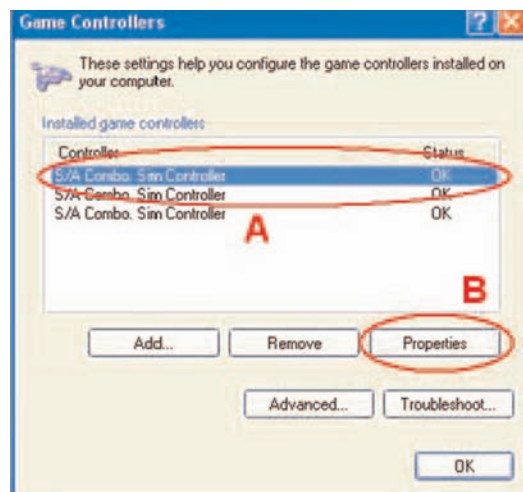 Game Controllers
These settings help you configure the game controllers installed on
your computer.
Installed game controllers
Controller Status
S/A Combo. Sim Controller OK
S/A Combo. Sim Controller OK
S/A Combo. Sim Controller OK
A
B
Add... Remove Properties
Advanced... Troubleshoot...
OK